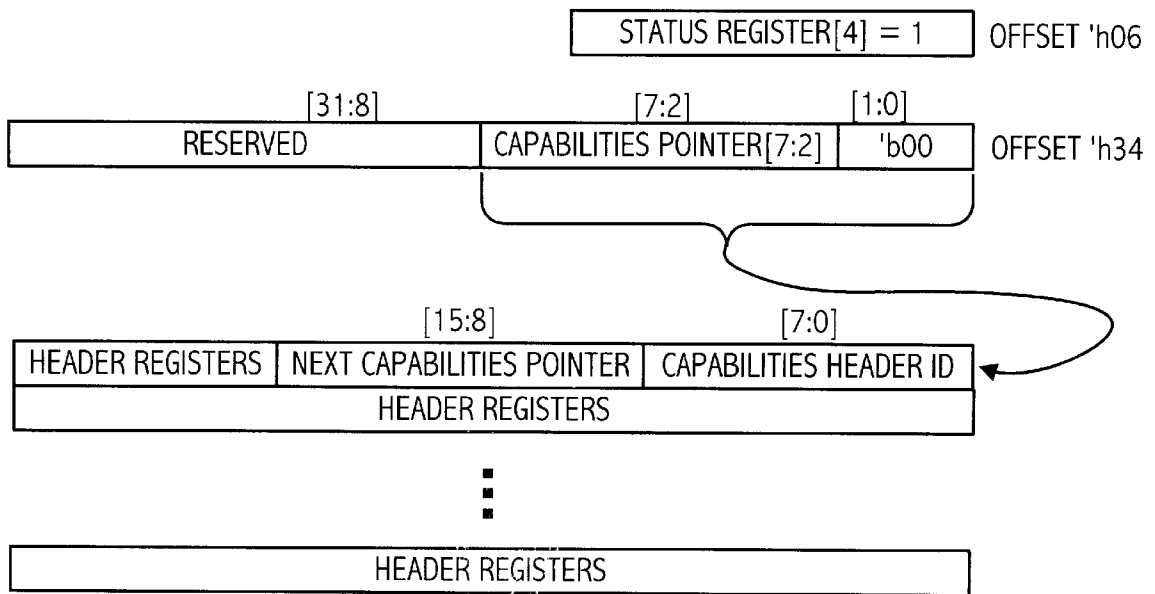 STATUS REGISTER[4] = 1 OFFSET 'h06
[31:8] [7:2] [1:0]
RESERVED CAPABILITIES POINTER[7:2] 'b00 OFFSET 'h34
[15:8] [7:0]
HEADER REGISTERS NEXT CAPABILITIES POINTER CAPABILITIES HEADER ID
HEADER REGISTERS
HEADER REGISTERS